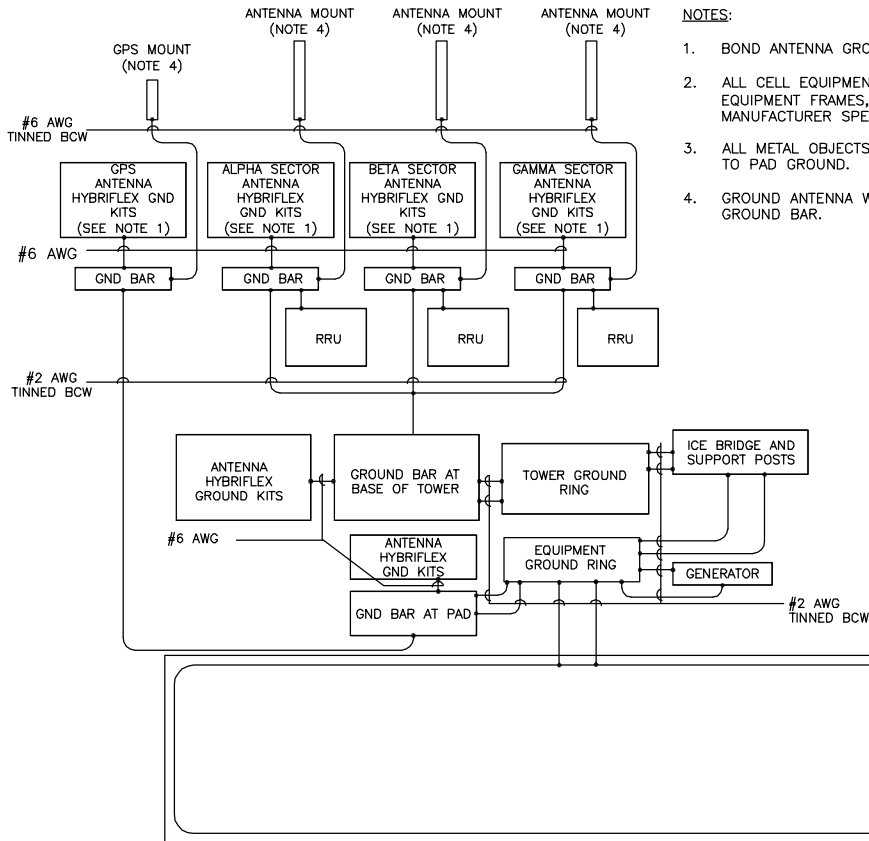 ANTENNA MOUNT
(NOTE 4)
ANTENNA MOUNT
(NOTE 4)
ANTENNA MOUNT
(NOTE 4)
GPS MOUNT
(NOTE 4)
NOTES:
1. BOND ANTENNA GRO
2. ALL CELL EQUIPMEN
EQUIPMENT FRAMES,
MANUFACTURER SPE
3. ALL METAL OBJECTS
TO PAD GROUND.
4. GROUND ANTENNA W
GROUND BAR.
#6 AWG
TINNED BCW
GPS
ANTENNA
HYBRIFLEX GND
KITS
(SEE NOTE 1)
ALPHA SECTOR
ANTENNA
HYBRIFLEX
GND KITS
(SEE NOTE 1)
BETA SECTOR
ANTENNA
HYBRIFLEX GND
KITS
(SEE NOTE 1)
GAMMA SECTOR
ANTENNA
HYBRIFLEX
GND KITS
(SEE NOTE 1)
#6 AWG
GND BAR
GND BAR
GND BAR
GND BAR
RRU
RRU
RRU
#2 AWG
TINNED BCW
ANTENNA
HYBRIFLEX
GROUND KITS
GROUND BAR AT
BASE OF TOWER
TOWER GROUND
RING
ICE BRIDGE AND
SUPPORT POSTS
#6 AWG
ANTENNA
HYBRIFLEX
GND KITS
EQUIPMENT
GROUND RING
GENERATOR
GND BAR AT PAD
#2 AWG
TINNED BCW